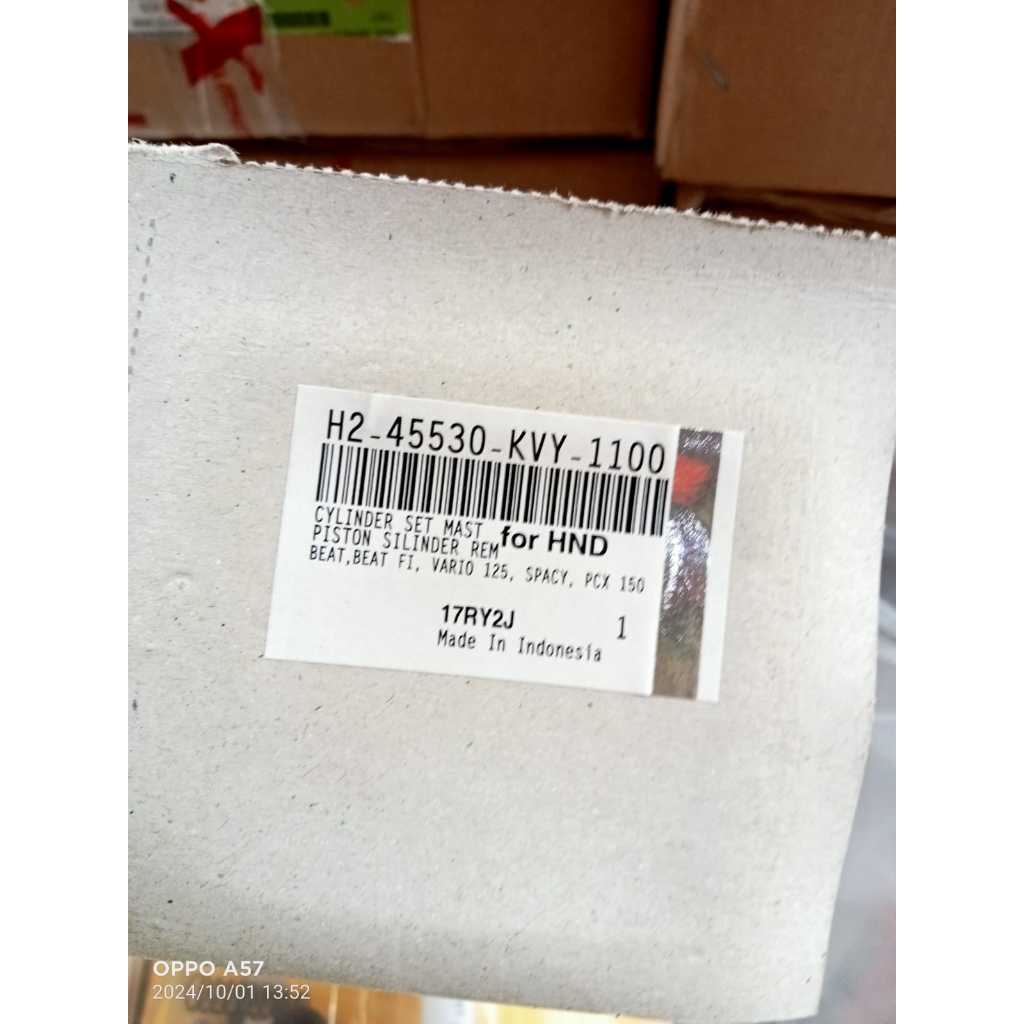 H2-45530-KVY-1100
CYLINDER SET MAST
PISTON SILINDER REM for HND
BEAT,BEAT FI, VARIO 125, SPACY, PCX 150
17RY2J 1
Made In Indonesia
OPPO A57
2024/10/01 13:52